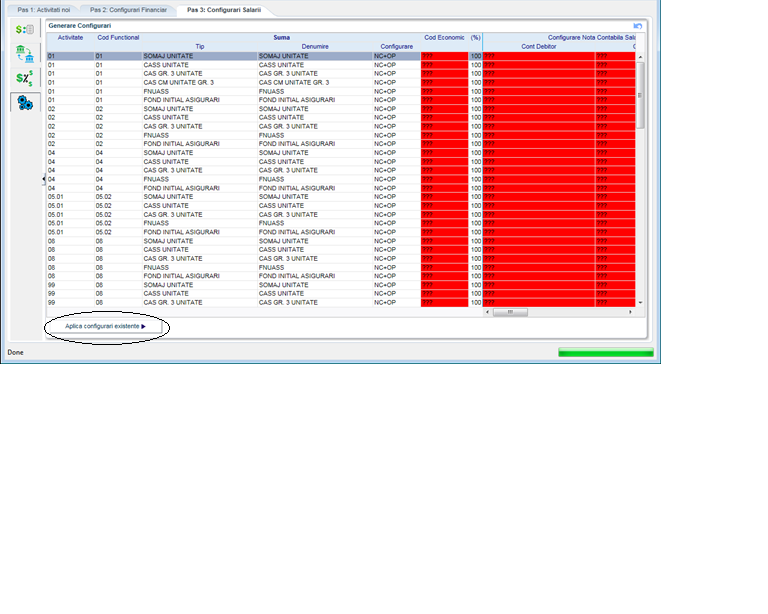 Pas 1: Activitati noi Pas 2: Configurari Financiar Pas 3: Configurari Salarii
Generare Configurari
Activitate Cod Functional Suma Cod Economic (%) Configurare Nota Contabila Sala
Tip Denumire Configurare Cont Debitor C
01 01 SOMAJ UNITATE SOMAJ UNITATE NC+OP ??? 100 ??? ???
01 01 CASS UNITATE CASS UNITATE NC+OP ??? 100 ??? ???
01 01 CAS GR. 3 UNITATE CAS GR. 3 UNITATE NC+OP ??? 100 ??? ???
01 01 CAS CM UNITATE GR. 3 CAS CM UNITATE GR. 3 NC+OP ??? 100 ??? ???
01 01 FNUASS FNUASS NC+OP ??? 100 ??? ???
01 01 FOND INITIAL ASIGURARI FOND INITIAL ASIGURARI NC+OP ??? 100 ??? ???
02 02 SOMAJ UNITATE SOMAJ UNITATE NC+OP ??? 100 ??? ???
02 02 CASS UNITATE CASS UNITATE NC+OP ??? 100 ??? ???
02 02 CAS GR. 3 UNITATE CAS GR. 3 UNITATE NC+OP ??? 100 ??? ???
02 02 FNUASS FNUASS NC+OP ??? 100 ??? ???
02 02 FOND INITIAL ASIGURARI FOND INITIAL ASIGURARI NC+OP ??? 100 ??? ???
04 04 SOMAJ UNITATE SOMAJ UNITATE NC+OP ??? 100 ??? ???
04 04 CASS UNITATE CASS UNITATE NC+OP ??? 100 ??? ???
04 04 CAS GR. 3 UNITATE CAS GR. 3 UNITATE NC+OP ??? 100 ??? ???
04 04 FNUASS FNUASS NC+OP ??? 100 ??? ???
04 04 FOND INITIAL ASIGURARI FOND INITIAL ASIGURARI NC+OP ??? 100 ??? ???
05.01 05.02 SOMAJ UNITATE SOMAJ UNITATE NC+OP ??? 100 ??? ???
05.01 05.02 CASS UNITATE CASS UNITATE NC+OP ??? 100 ??? ???
05.01 05.02 CAS GR. 3 UNITATE CAS GR. 3 UNITATE NC+OP ??? 100 ??? ???
05.01 05.02 FNUASS FNUASS NC+OP ??? 100 ??? ???
05.01 05.02 FOND INITIAL ASIGURARI FOND INITIAL ASIGURARI NC+OP ??? 100 ??? ???
08 08 SOMAJ UNITATE SOMAJ UNITATE NC+OP ??? 100 ??? ???
08 08 CASS UNITATE CASS UNITATE NC+OP ??? 100 ??? ???
08 08 CAS GR. 3 UNITATE CAS GR. 3 UNITATE NC+OP ??? 100 ??? ???
08 08 FNUASS FNUASS NC+OP ??? 100 ??? ???
08 08 FOND INITIAL ASIGURARI FOND INITIAL ASIGURARI NC+OP ??? 100 ??? ???
99 08 SOMAJ UNITATE SOMAJ UNITATE NC+OP ??? 100 ??? ???
99 08 CASS UNITATE CASS UNITATE NC+OP ??? 100 ??? ???
99 08 CAS GR. 3 UNITATE CAS GR. 3 UNITATE NC+OP ??? 100 ??? ???
Aplica configurari existente
Done